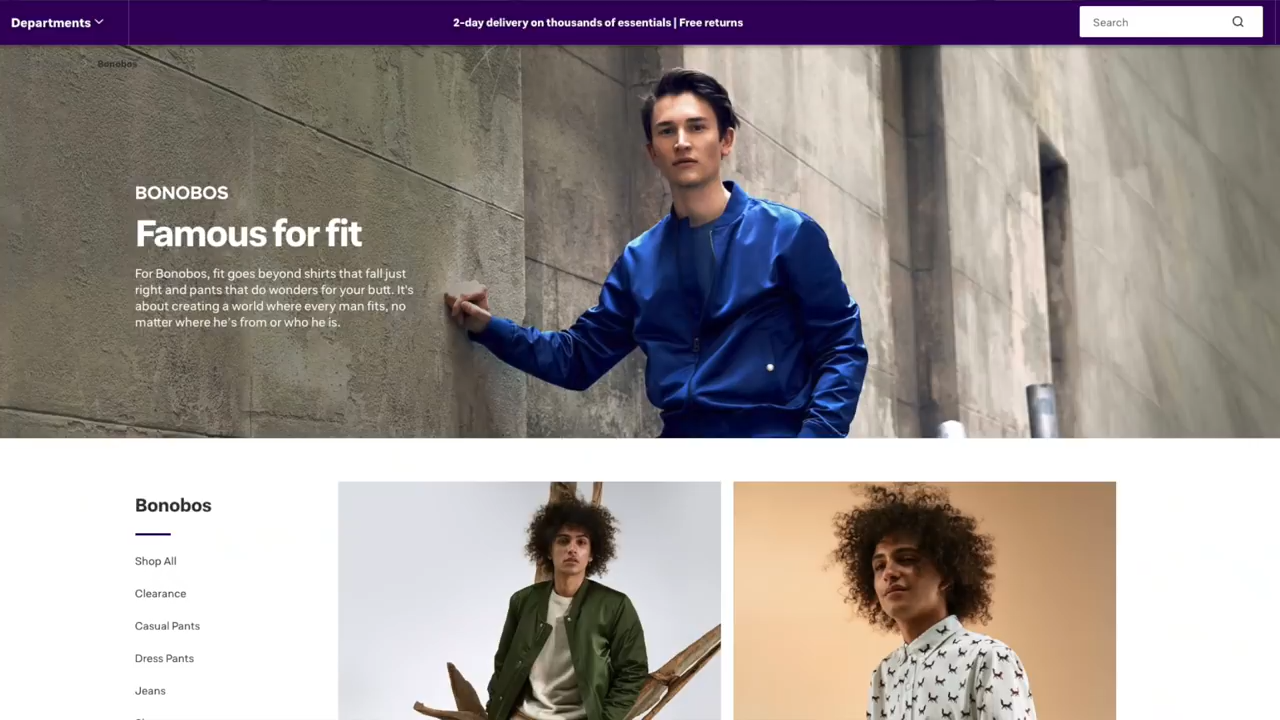 Departments
2-day delivery on thousands of essentials | Free returns
Search
Bonobos
BONOBOS
Famous for fit
For Bonobos, fit goes beyond shirts that fall just
right and pants that do wonders for your butt. It's
about creating a world where every man fits, no
matter where he's from or who he is.
Bonobos
Shop All
Clearance
Casual Pants
Dress Pants
Jeans